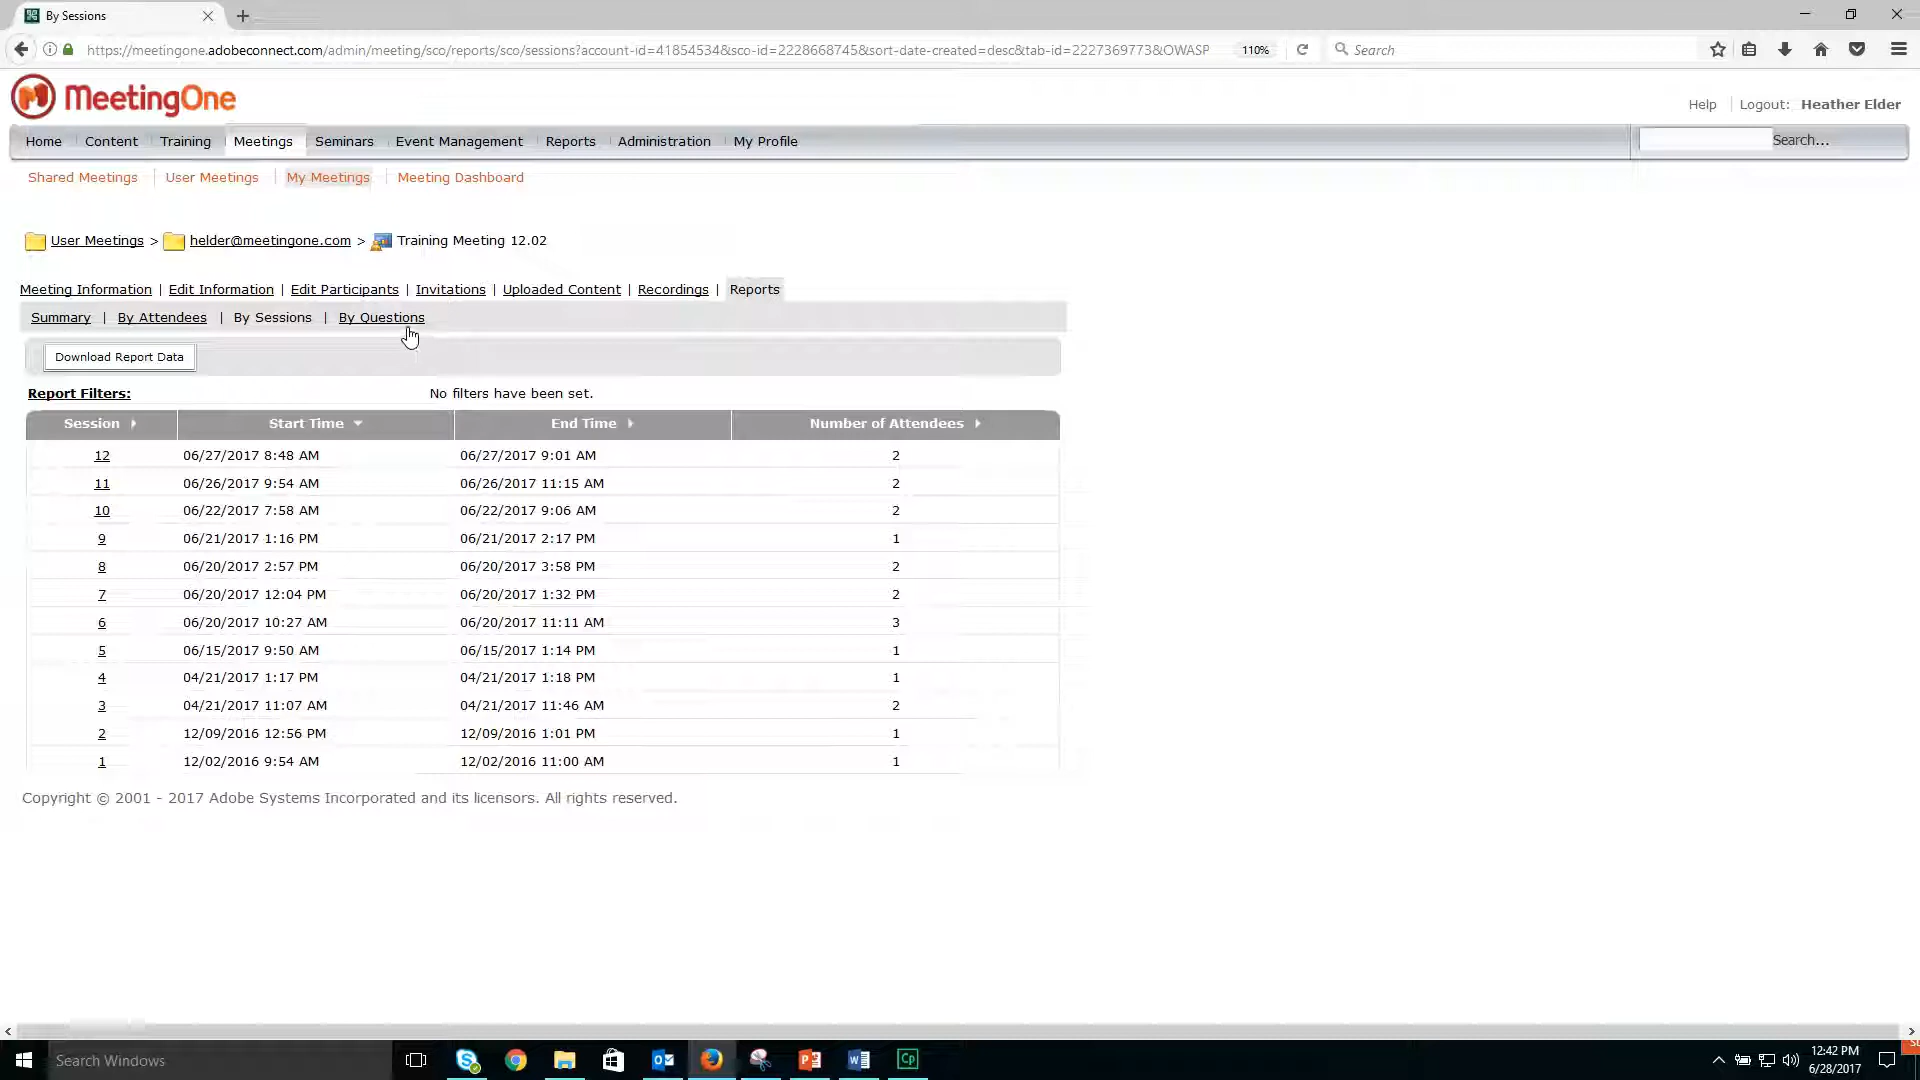 By Sessions
https://meetingone.adobeconnect.com/admin/meeting/sco/reports/sco/sessions?account-id=41854534&sco-id=2228668745&sort-date-created=desc&tab-id=2227369773&OWASP 110% Search
MeetingOne
Help Logout: Heather Elder
Home Content Training Meetings Seminars Event Management Reports Administration My Profile Search...
Shared Meetings User Meetings My Meetings Meeting Dashboard
User Meetings > helder@meetingone.com > Training Meeting 12.02
Meeting Information | Edit Information | Edit Participants | Invitations | Uploaded Content | Recordings | Reports
Summary | By Attendees | By Sessions | By Questions
Download Report Data
Report Filters: No filters have been set.
Session Start Time End Time Number of Attendees
12 06/27/2017 8:48 AM 06/27/2017 9:01 AM 2
11 06/26/2017 9:54 AM 06/26/2017 11:15 AM 2
10 06/22/2017 7:58 AM 06/22/2017 9:06 AM 2
9 06/21/2017 1:16 PM 06/21/2017 2:17 PM 1
8 06/20/2017 2:57 PM 06/20/2017 3:58 PM 2
7 06/20/2017 12:04 PM 06/20/2017 1:32 PM 2
6 06/20/2017 10:27 AM 06/20/2017 11:11 AM 3
5 06/15/2017 9:50 AM 06/15/2017 1:14 PM 1
4 04/21/2017 1:17 PM 04/21/2017 1:18 PM 1
3 04/21/2017 11:07 AM 04/21/2017 11:46 AM 2
2 12/09/2016 12:56 PM 12/09/2016 1:01 PM 1
1 12/02/2016 9:54 AM 12/02/2016 11:00 AM 1
Copyright © 2001 - 2017 Adobe Systems Incorporated and its licensors. All rights reserved.
Search Windows
Cp
12:42 PM
6/28/2017